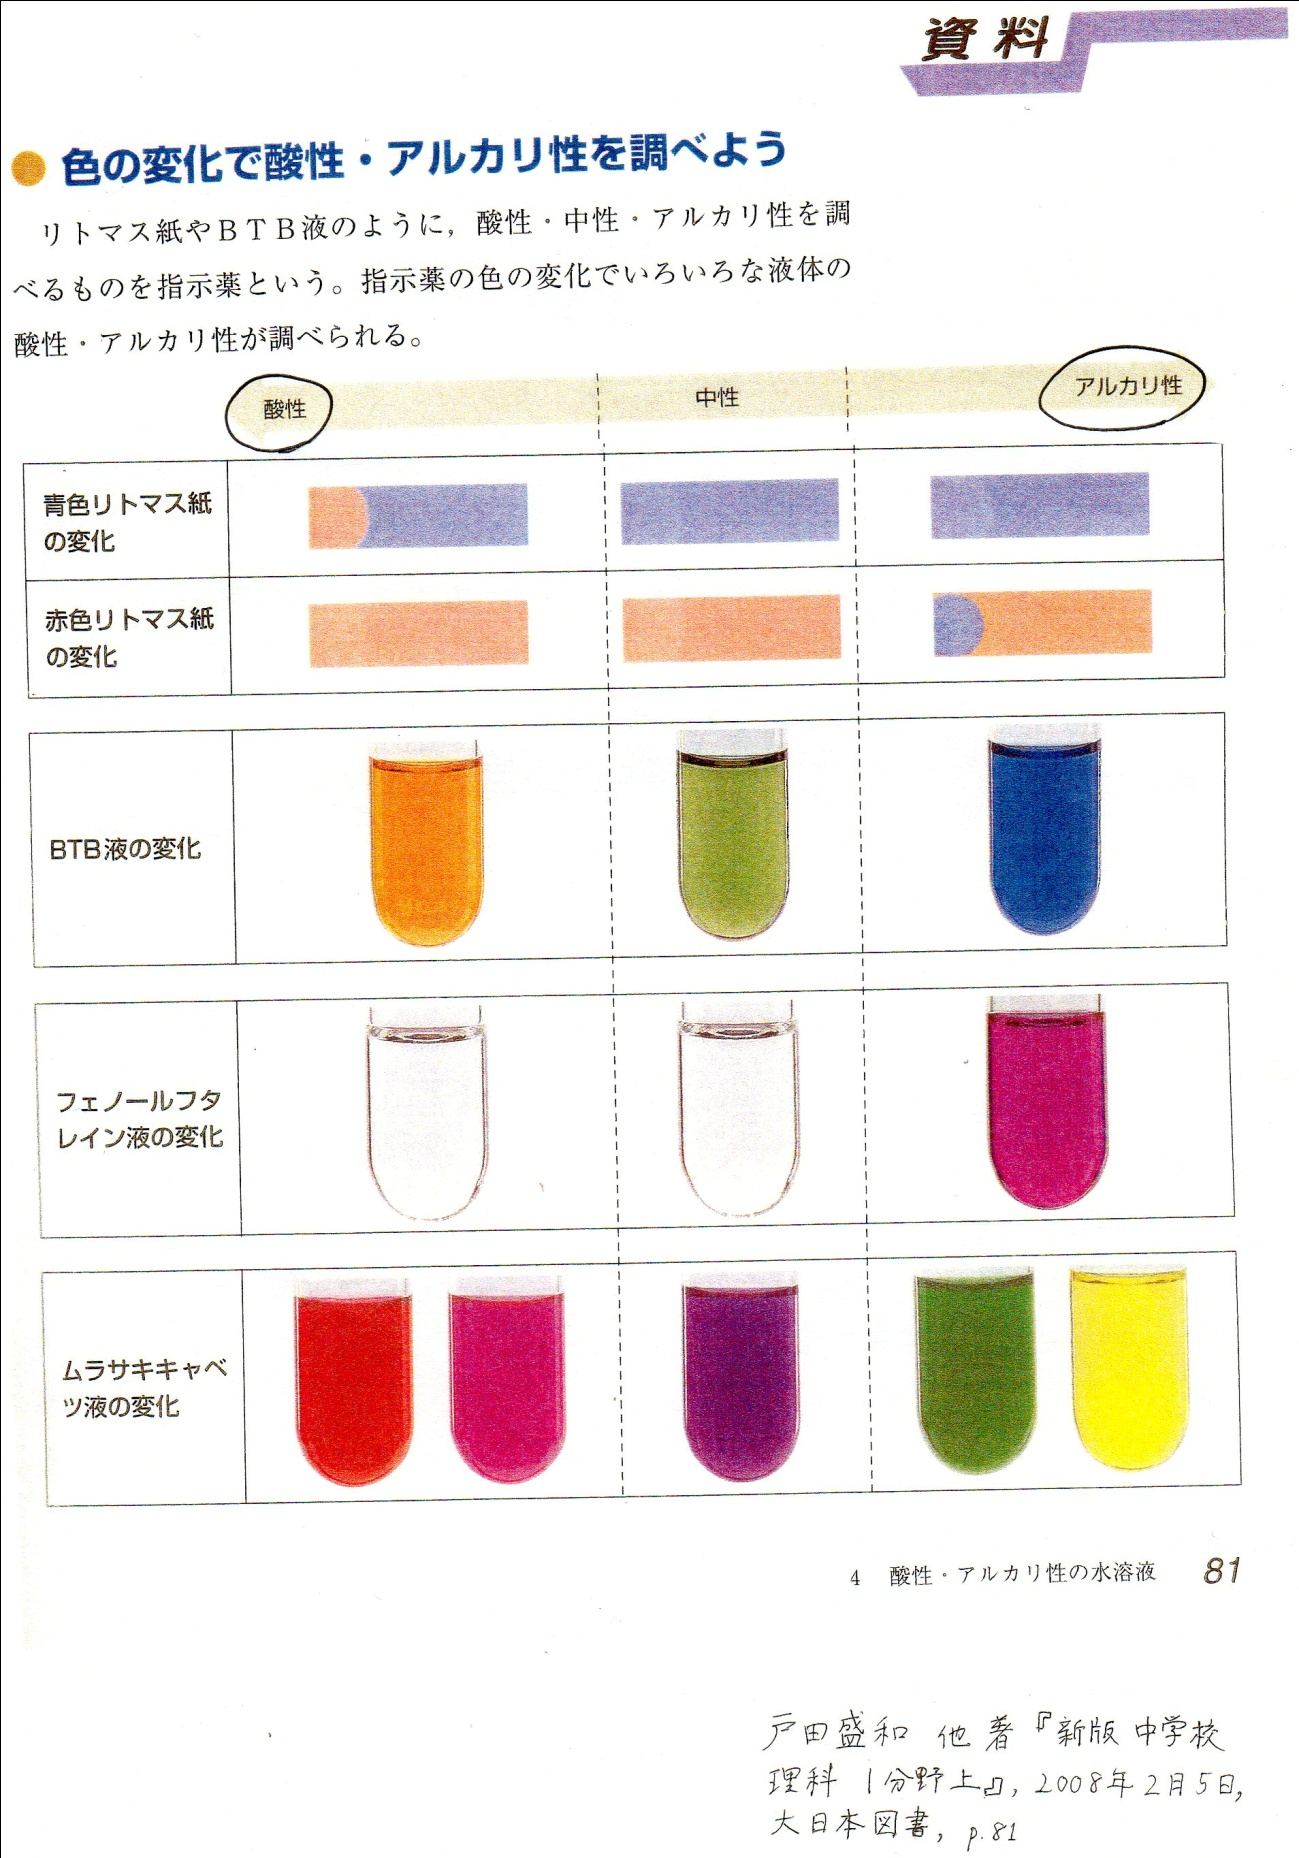 資料
色の変化で酸性・アルカリ性を調べよう
リトマス紙やＢＴＢ液のように，酸性・中性・アルカリ性を調
べるものを指示薬という。指示薬の色の変化でいろいろな液体の
酸性・アルカリ性が調べられる。
酸性 中性 アルカリ性
青色リトマス紙
の変化
赤色リトマス紙
の変化
BTB液の変化
フェノールフタ
レイン液の変化
ムラサキキャベ
ツ液の変化
4 酸性・アルカリ性の水溶液 81
戸田盛和 他 著『新版 中学校
理科 1分野上』, 2008年2月5日,
大日本図書, p.81